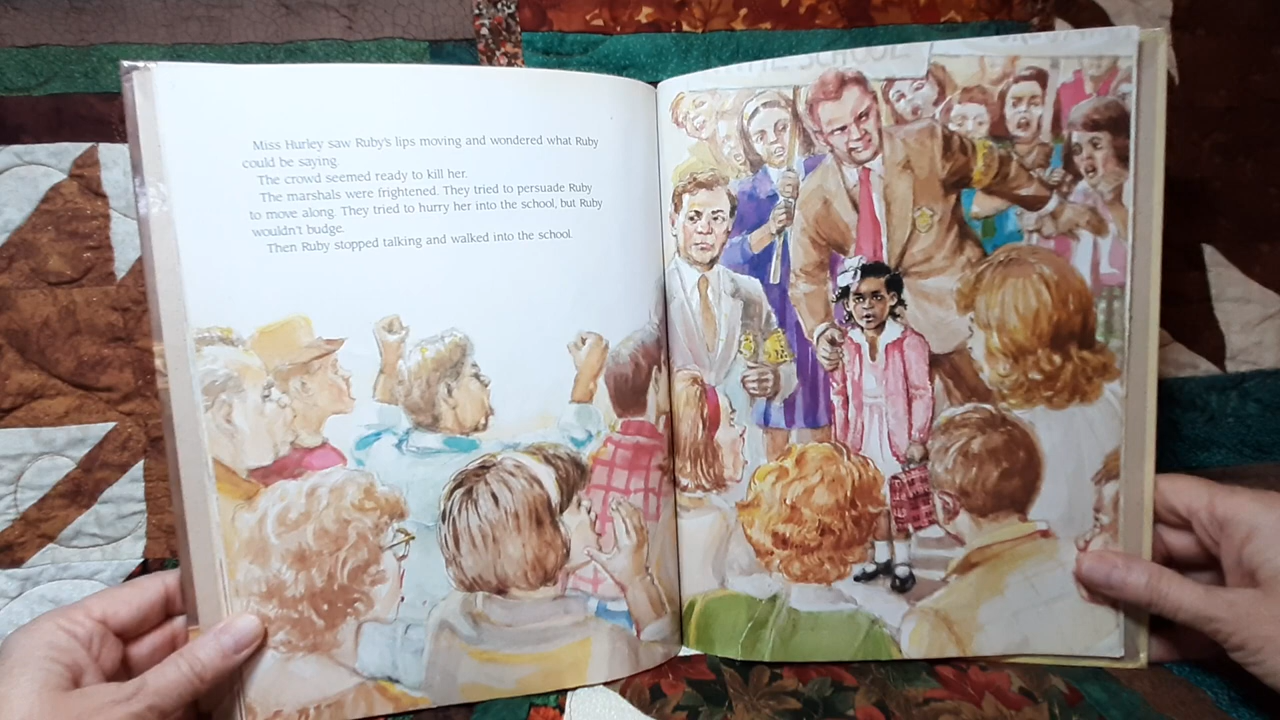 Miss Hurley saw Ruby's lips moving and wondered what Ruby
could be saying.
The crowd seemed ready to kill her.
The marshals were frightened. They tried to persuade Ruby
to move along. They tried to hurry her into the school, but Ruby
wouldn't budge.
Then Ruby stopped talking and walked into the school.
SCHOOL